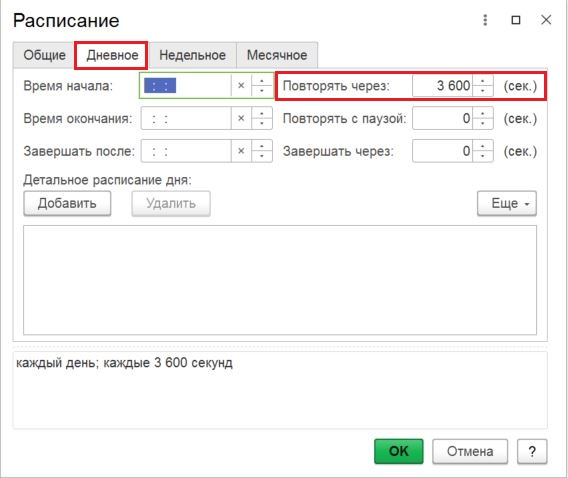 Расписание
Общие Дневное Недельное Месячное
Время начала: : : × Повторять через: 3 600 (сек.)
Время окончания: : : × Повторять с паузой: 0 (сек.)
Завершать после: : : × Завершать через: 0 (сек.)
Детальное расписание дня:
Добавить Удалить Еще
каждый день; каждые 3 600 секунд
OK Отмена ?